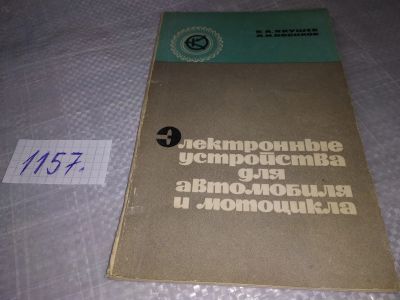 Электронные
устройства
для
автомобиля
и мотоцикла
1157.